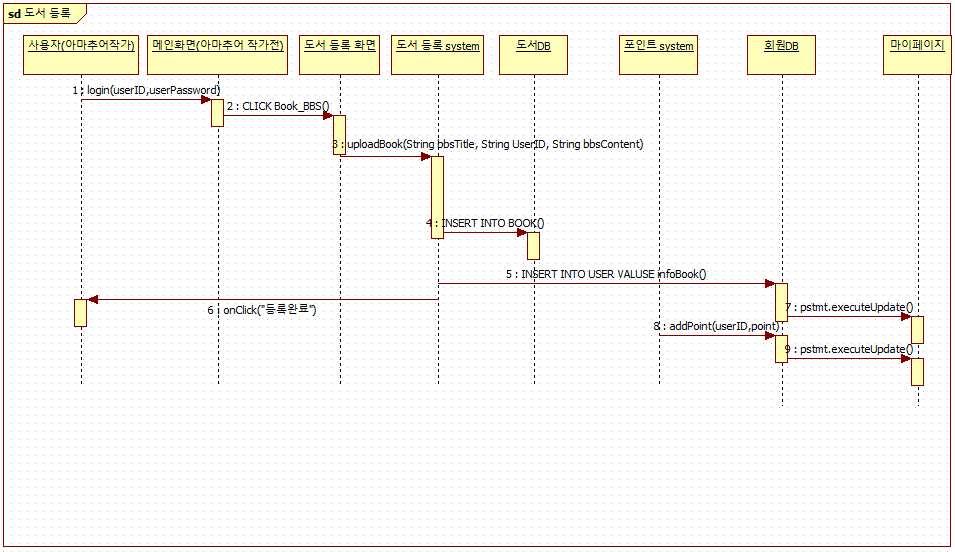 sd 도서 등록
사용자(아마추어작가)
메인화면(아마추어 작가전)
도서 등록 화면
도서 등록 system
도서DB
포인트 system
회원DB
마이페이지
1 : login(userID,userPassword)
2 : CLICK Book_BBS()
3 : uploadBook(String bbsTitle, String UserID, String bbsContent)
4 : INSERT INTO BOOK()
5 : INSERT INTO USER VALUSE infoBook()
6 : onClick("등록완료")
7 : pstmt.executeUpdate()
8 : addPoint(userID,point)
9 : pstmt.executeUpdate()